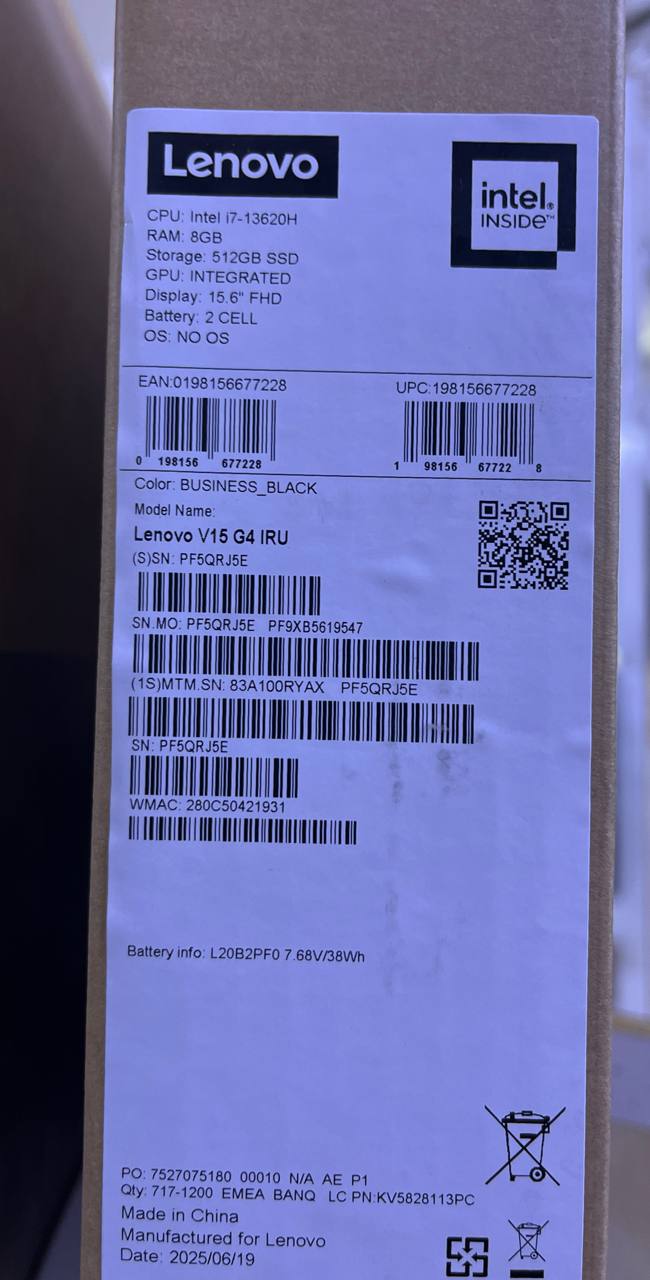 Lenovo
intel.
INSIDE™
CPU: Intel i7-13620H
RAM: 8GB
Storage: 512GB SSD
GPU: INTEGRATED
Display: 15.6" FHD
Battery: 2 CELL
OS: NO OS
EAN:0198156677228
UPC:198156677228
0 198156 677228
1 98156 67722 8
Color: BUSINESS_BLACK
Model Name:
Lenovo V15 G4 IRU
(S)SN: PF5QRJ5E
SN.MO: PF5QRJ5E PF9XB5619547
(1S)MTM.SN: 83A100RYAX PF5QRJ5E
SN: PF5QRJ5E
WMAC: 280C50421931
Battery info: L20B2PF0 7.68V/38Wh
PO: 7527075180 00010 N/A AE P1
Qty: 717-1200 EMEA BANQ LC PN:KV5828113PC
Made in China
Manufactured for Lenovo
Date: 2025/06/19